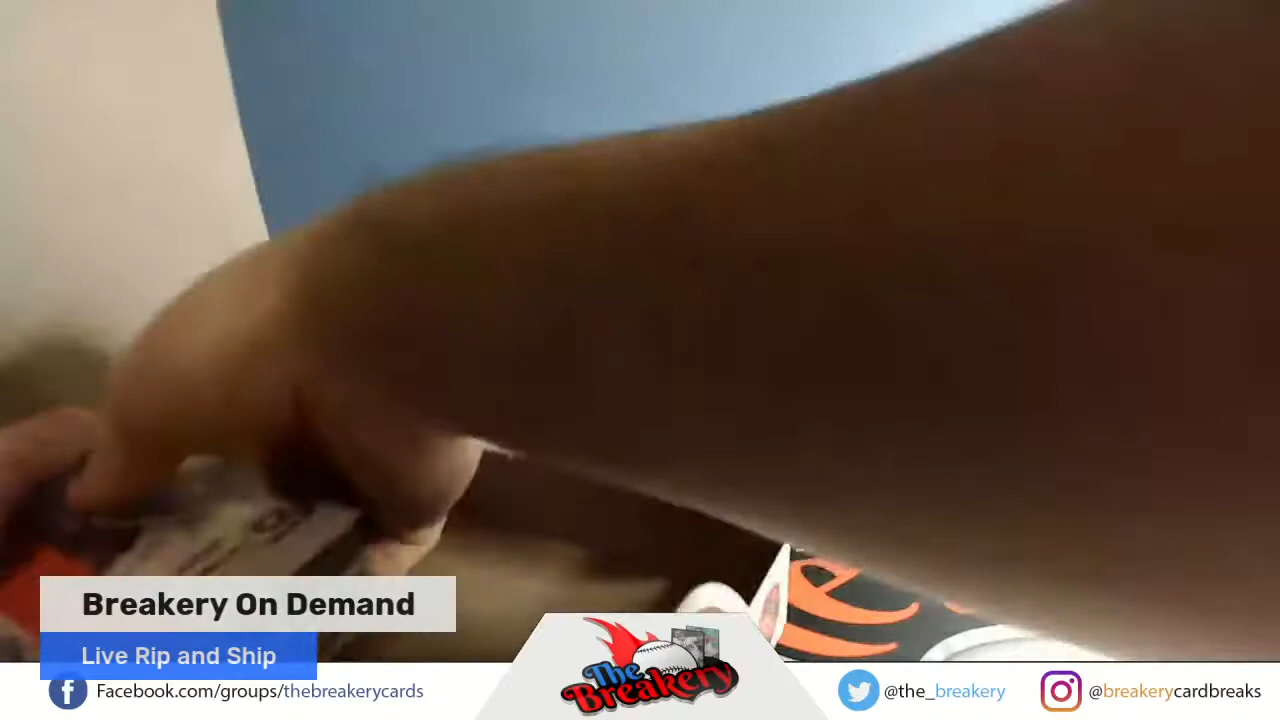 Breakery On Demand
Live Rip and Ship
Facebook.com/groups/thebreakerycards
The
Breakery
@the_breakery
@breakerycardbreaks